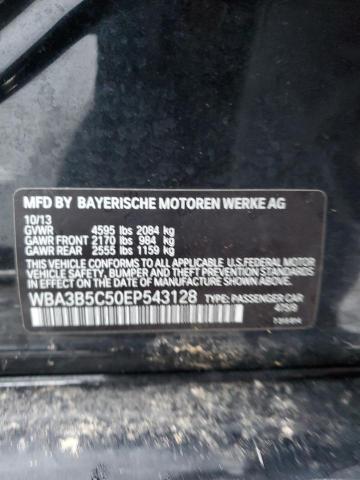 MFD BY BAYERISCHE MOTOREN WERKE AG
10/13
GVWR 4595 lbs 2084 kg
GAWR FRONT 2170 lbs 984 kg
GAWR REAR 2555 lbs 1159 kg
THIS VEHICLE CONFORMS TO ALL APPLICABLE U.S. FEDERAL MOTOR
VEHICLE SAFETY, BUMPER AND THEFT PREVENTION STANDARDS
IN EFFECT ON THE DATE OF MANUFACTURE SHOWN ABOVE.
WBA3B5C50EP543128 TYPE: PASSENGER CAR
475/9